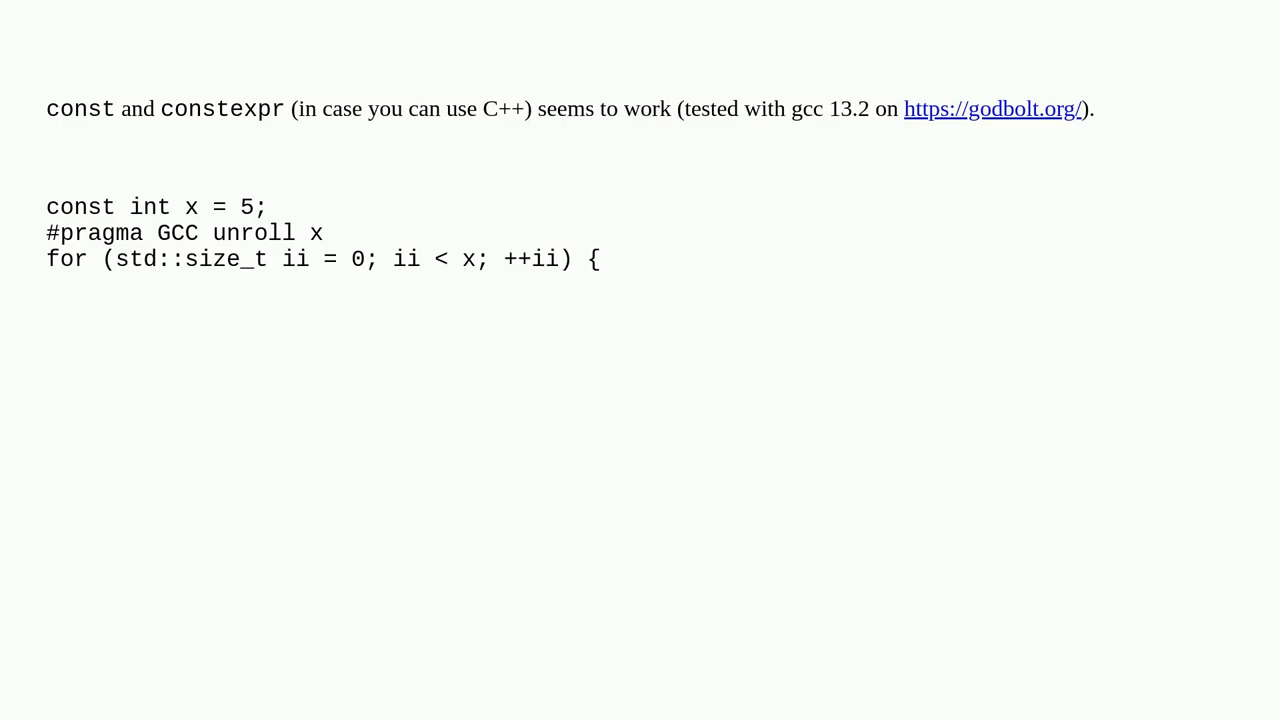 const and constexpr (in case you can use C++) seems to work (tested with gcc 13.2 on https://godbolt.org/).
const int x = 5;
#pragma GCC unroll x
for (std::size_t ii = 0; ii < x; ++ii) {